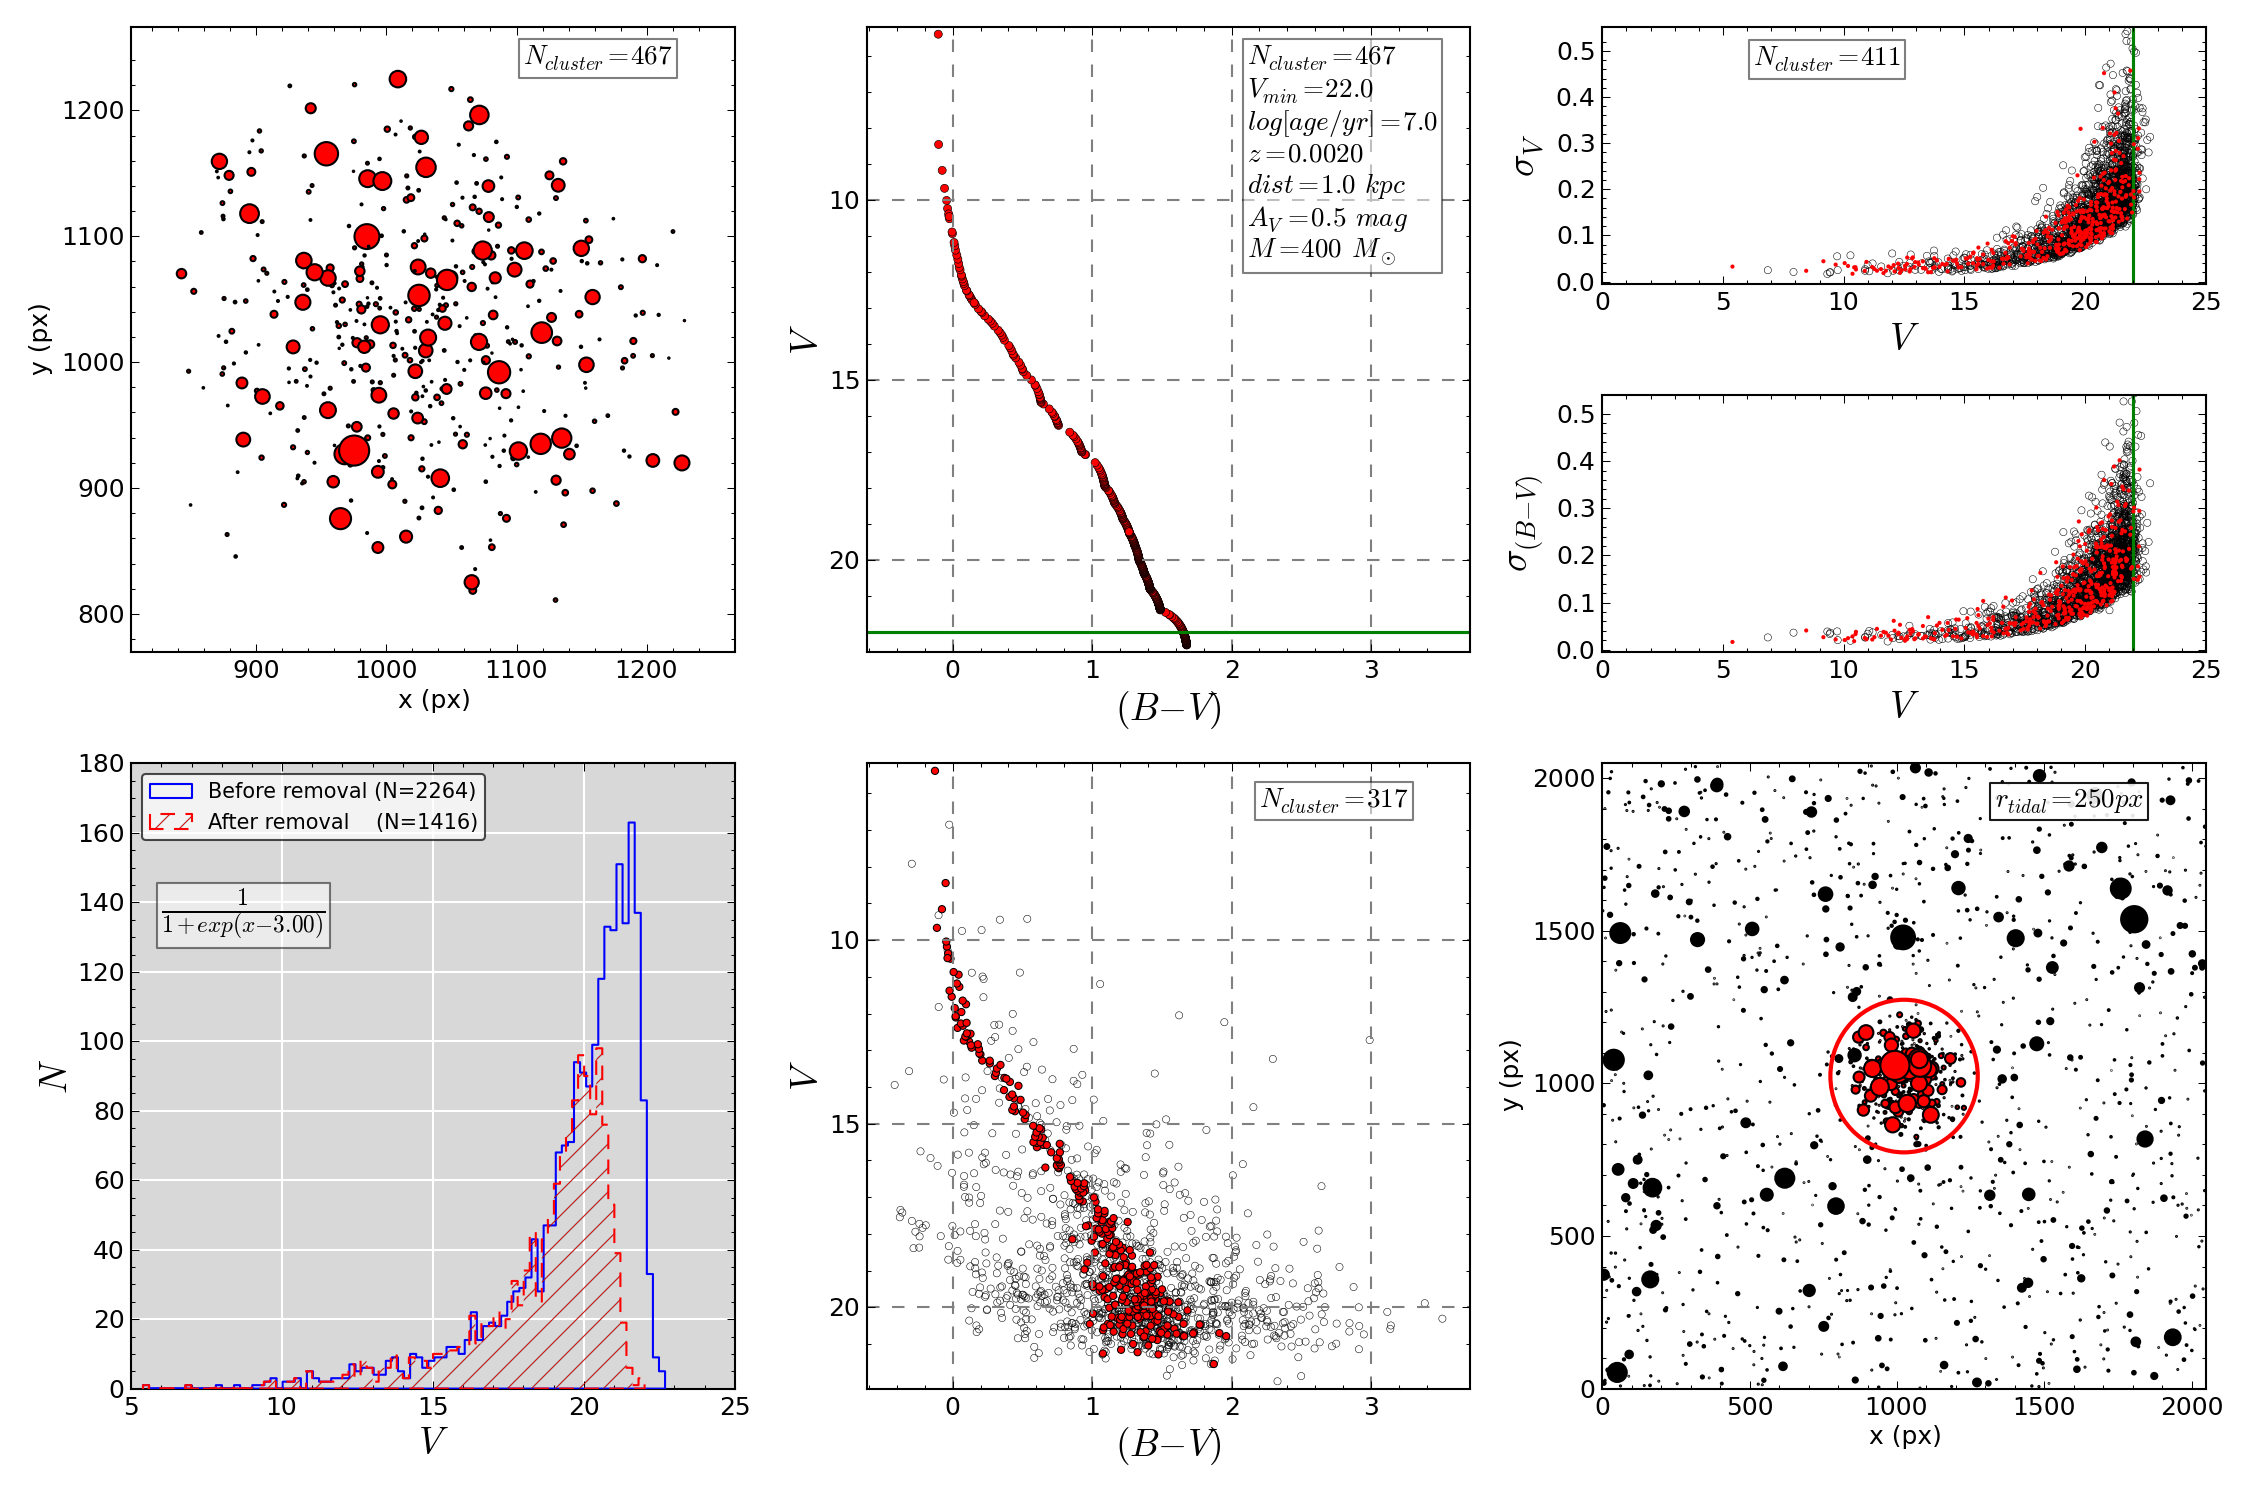 N_cluster=467
1200
1100
1000
900
800
y (px)
900 1000 1100 1200
x (px)
N_cluster=467
V_min=22.0
log[age/yr]=7.0
z=0.0020
dist=1.0 kpc
A_V=0.5 mag
M=400 M_⊙
10
15
20
V
0 1 2 3
(B−V)
N_cluster=411
0.5
0.4
0.3
0.2
0.1
0.0
σ_V
0 5 10 15 20 25
V
0.5
0.4
0.3
0.2
0.1
0.0
σ_(B−V)
0 5 10 15 20 25
V
180
160
140
120
100
80
60
40
20
0
N
Before removal (N=2264)
After removal (N=1416)
1
1+exp(x−3.00)
5 10 15 20 25
V
N_cluster=317
10
15
20
V
0 1 2 3
(B−V)
r_tidal=250px
2000
1500
1000
500
0
y (px)
0 500 1000 1500 2000
x (px)